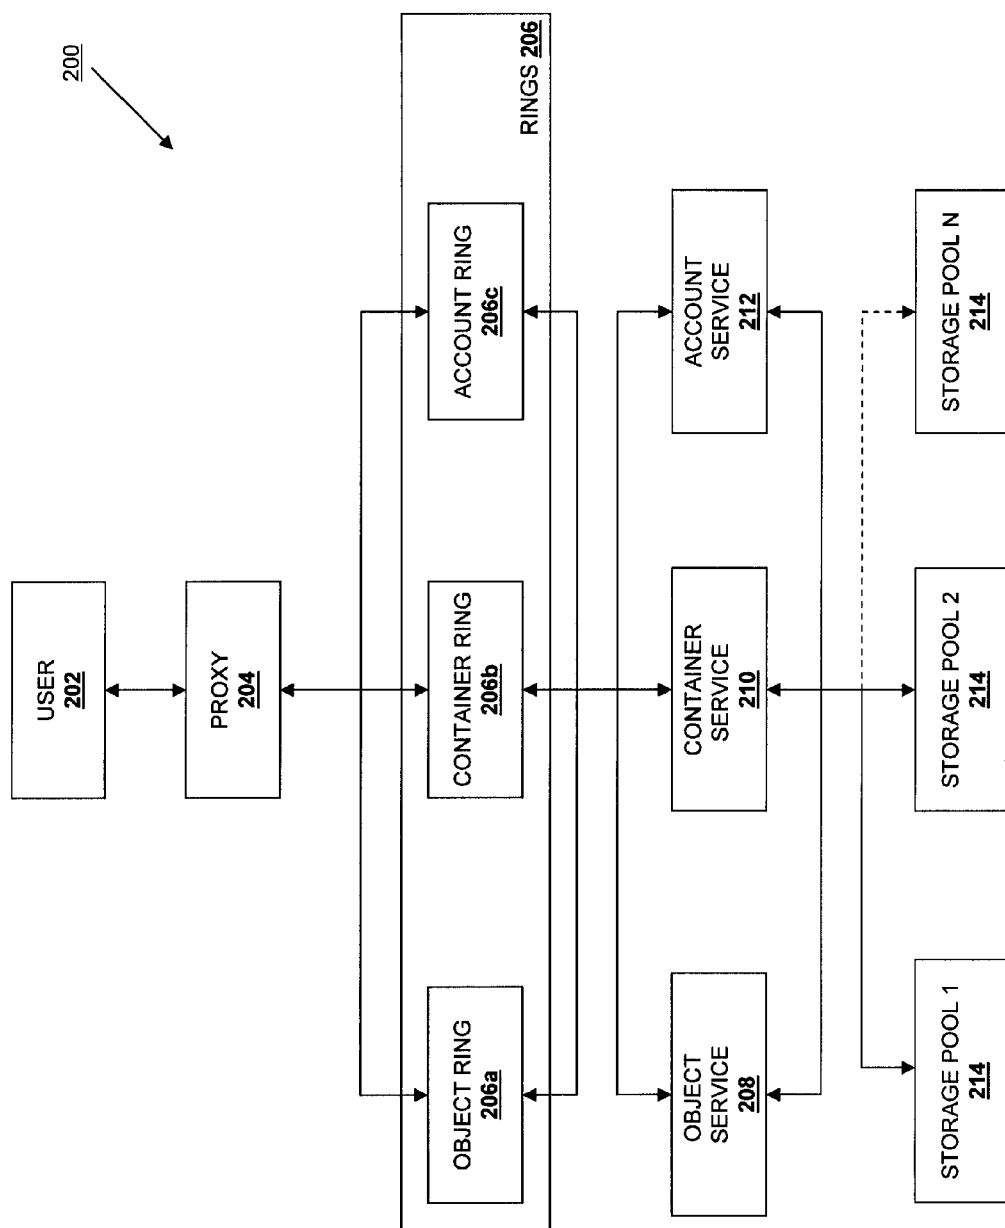 200
USER
202
PROXY
204
RINGS 206
OBJECT RING
206a
CONTAINER RING
206b
ACCOUNT RING
206c
OBJECT
SERVICE
208
CONTAINER
SERVICE
210
ACCOUNT
SERVICE
212
STORAGE POOL 1
214
STORAGE POOL 2
214
STORAGE POOL N
214